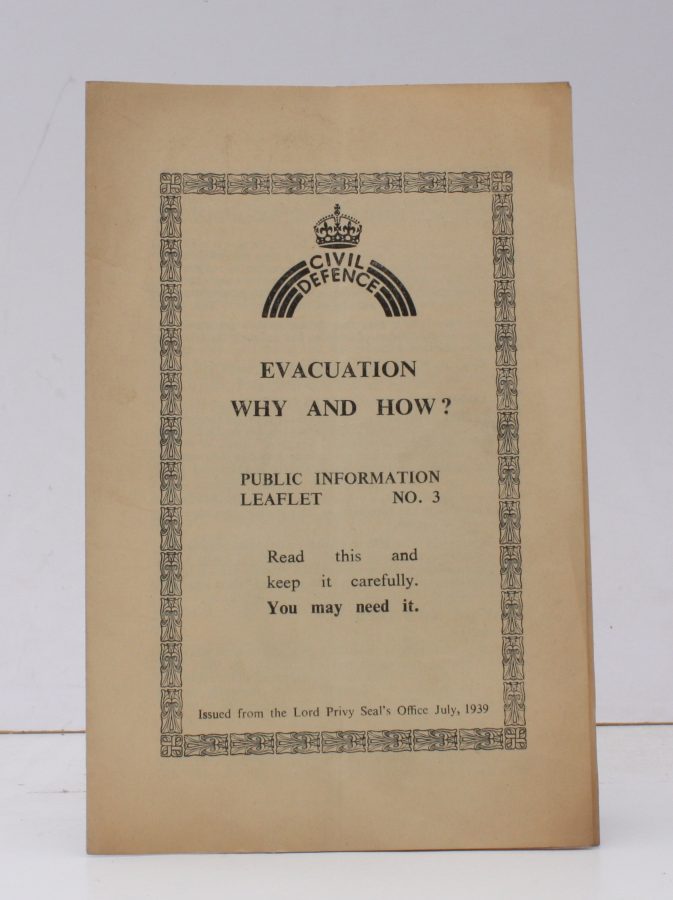 CIVIL
DEFENCE
EVACUATION
WHY AND HOW?
PUBLIC INFORMATION
LEAFLET NO. 3
Read this and
keep it carefully.
You may need it.
Issued from the Lord Privy Seal's Office July, 1939